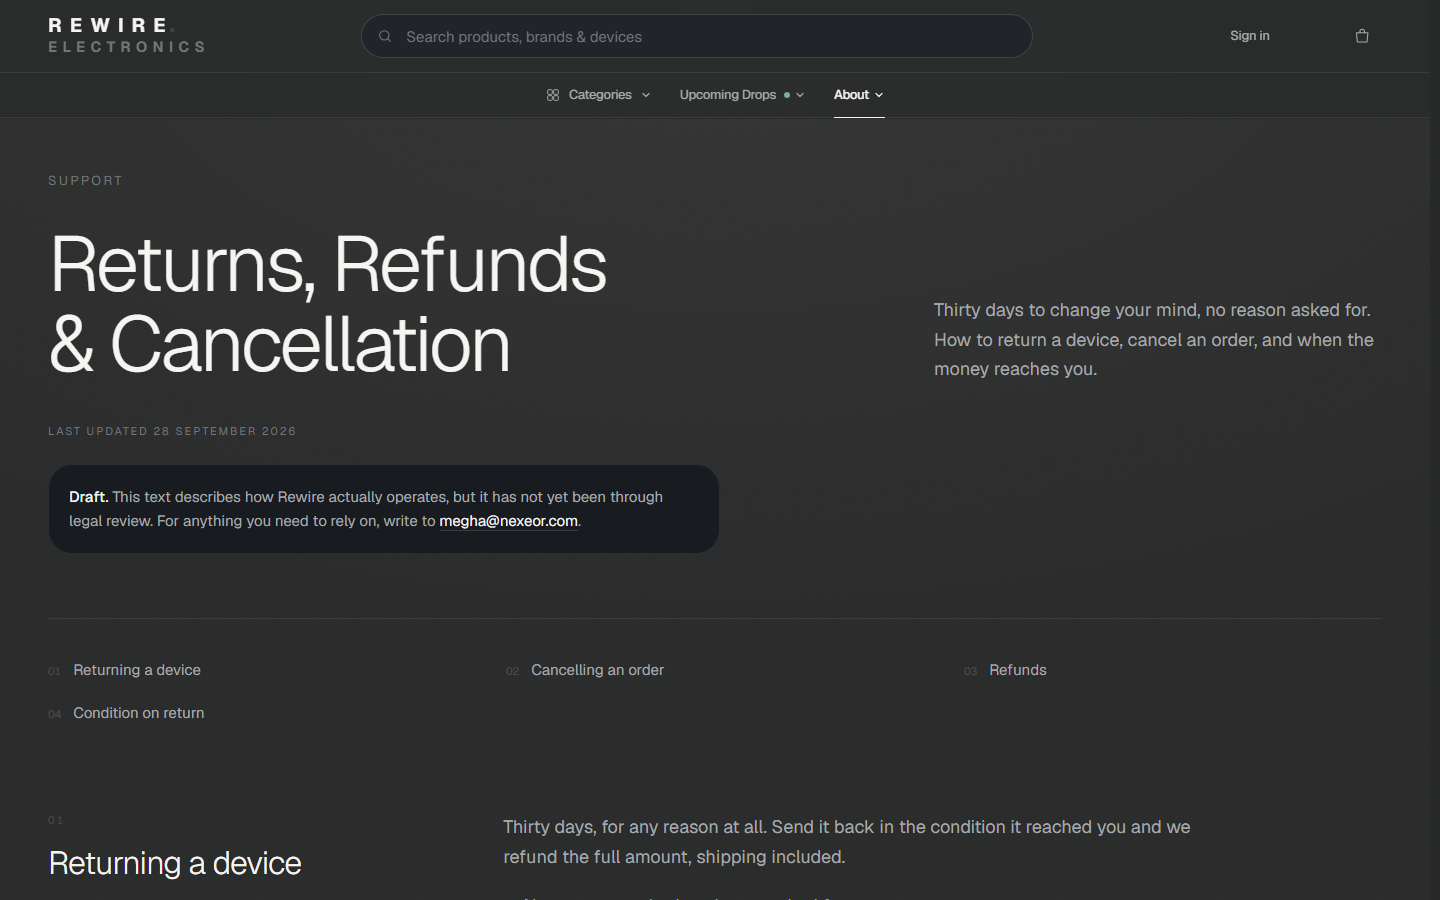 REWIRE.
ELECTRONICS
Search products, brands & devices
Sign in
Categories
Upcoming Drops
About
SUPPORT
Returns, Refunds
& Cancellation
Thirty days to change your mind, no reason asked for.
How to return a device, cancel an order, and when the
money reaches you.
LAST UPDATED 28 SEPTEMBER 2026
Draft. This text describes how Rewire actually operates, but it has not yet been through
legal review. For anything you need to rely on, write to megha@nexeor.com.
01 Returning a device
02 Cancelling an order
03 Refunds
04 Condition on return
01
Returning a device
Thirty days, for any reason at all. Send it back in the condition it reached you and we
refund the full amount, shipping included.